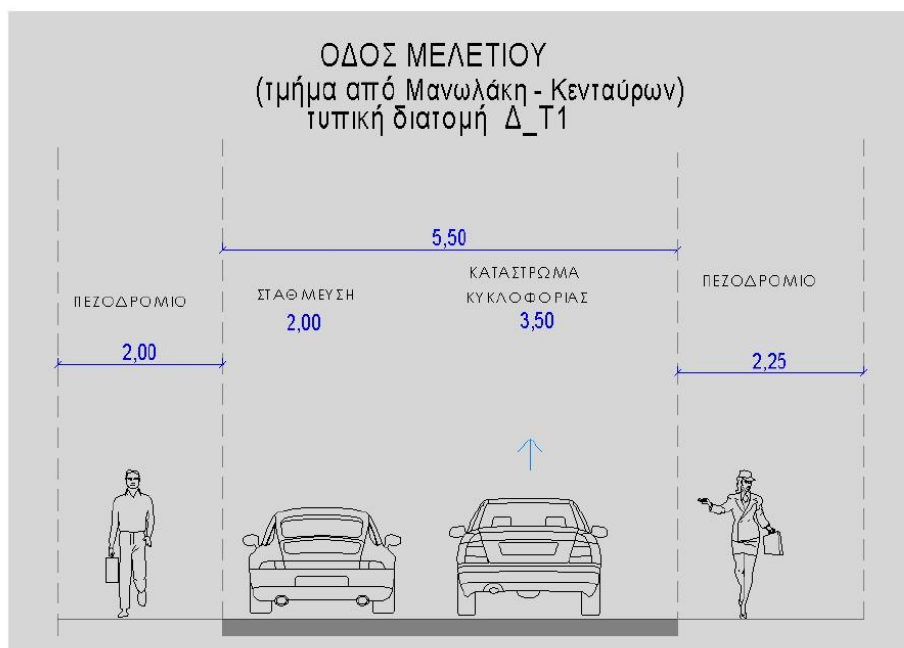 ΟΔΟΣ ΜΕΛΕΤΙΟΥ
(τμήμα από Μανωλάκη - Κενταύρων)
τυπική διατομή Δ_Τ1
5,50
ΠΕΖΟΔΡΟΜΙΟ
ΣΤΑΘΜΕΥΣΗ
ΚΑΤΑΣΤΡΩΜΑ
ΚΥΚΛΟΦΟΡΙΑΣ
ΠΕΖΟΔΡΟΜΙΟ
2,00
2,00
3,50
2,25